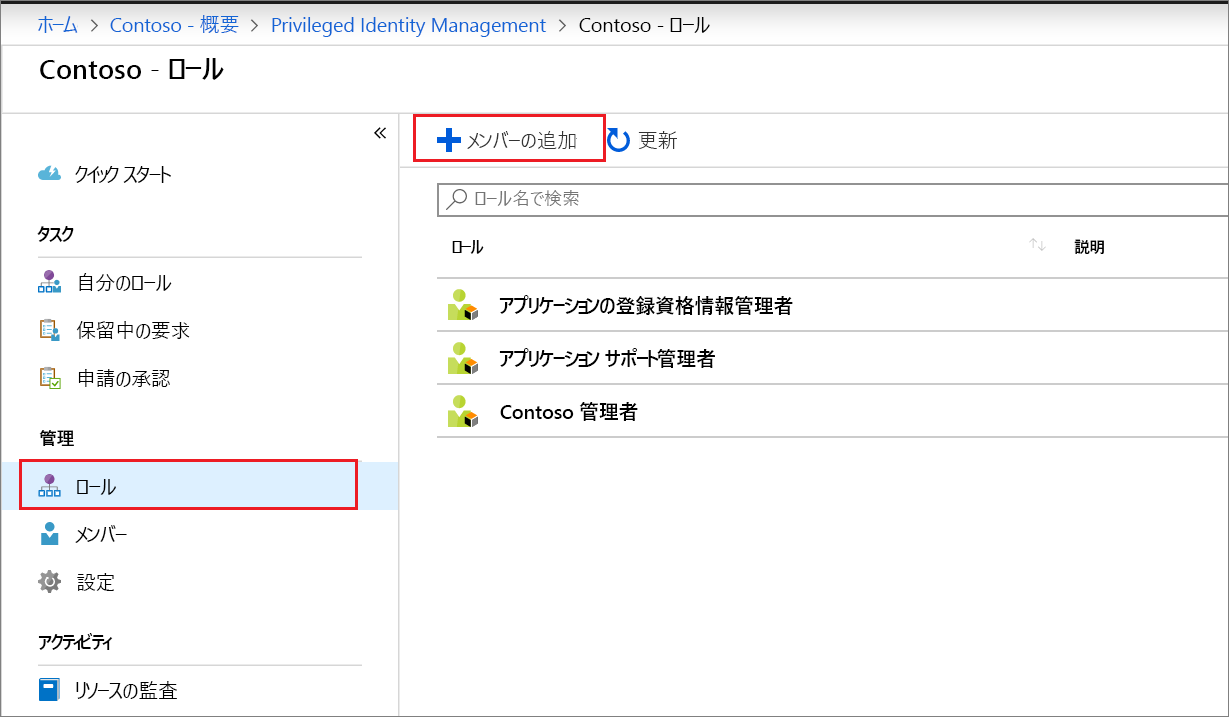 ホーム > Contoso - 概要 > Privileged Identity Management > Contoso - ロール
Contoso - ロール
«
メンバーの追加 更新
クイック スタート
ロール名で検索
タスク
ロール ↑↓ 説明
自分のロール
アプリケーションの登録資格情報管理者
保留中の要求
アプリケーション サポート管理者
申請の承認
Contoso 管理者
管理
ロール
メンバー
設定
アクティビティ
リソースの監査